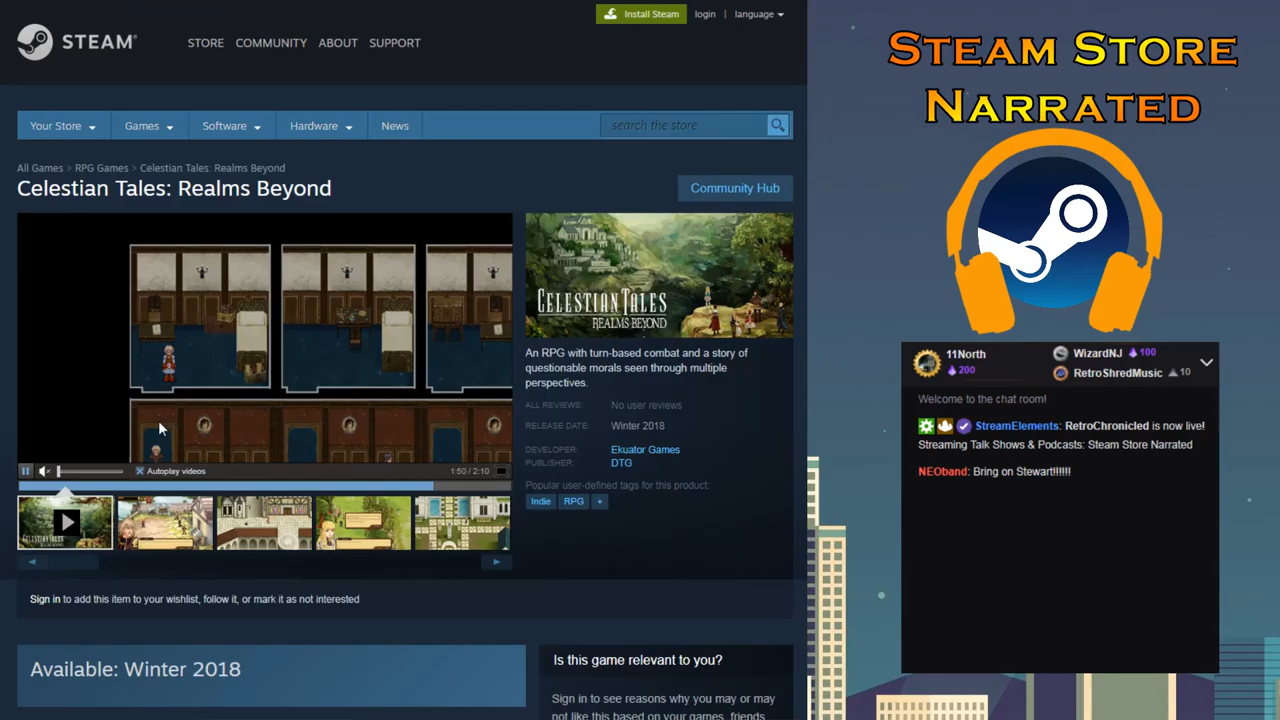 Install Steam
login
|
language
STEAM
STORE
COMMUNITY
ABOUT
SUPPORT
Your Store
Games
Software
Hardware
News
search the store
All Games > RPG Games > Celestian Tales: Realms Beyond
Celestian Tales: Realms Beyond
Community Hub
Autoplay videos
1:50 / 2:10
CELESTIAN TALES
REALMS BEYOND
An RPG with turn-based combat and a story of
questionable morals seen through multiple
perspectives.
ALL REVIEWS: No user reviews
RELEASE DATE: Winter 2018
DEVELOPER: Ekuator Games
PUBLISHER: DTG
Popular user-defined tags for this product:
Indie
RPG
+
Sign in to add this item to your wishlist, follow it, or mark it as not interested
Available: Winter 2018
Is this game relevant to you?
Sign in to see reasons why you may or may
not like this based on your games, friends,
STEAM STORE
NARRATED
11North
200
WizardNJ 100
RetroShredMusic 10
Welcome to the chat room!
StreamElements: RetroChronicled is now live!
Streaming Talk Shows & Podcasts: Steam Store Narrated
NEOband: Bring on Stewart!!!!!!